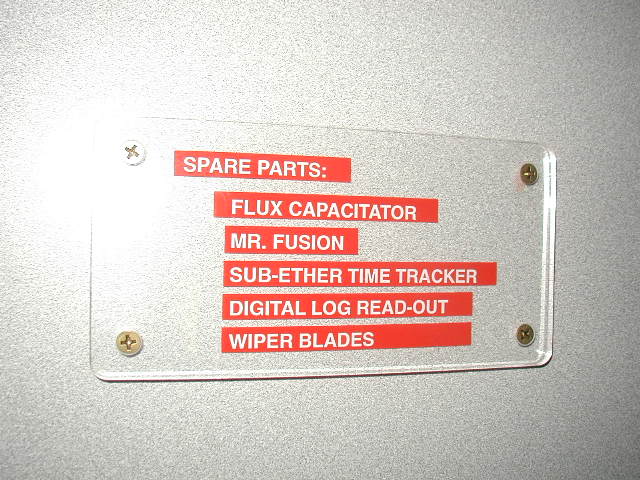 SPARE PARTS:
FLUX CAPACITATOR
MR. FUSION
SUB-ETHER TIME TRACKER
DIGITAL LOG READ-OUT
WIPER BLADES